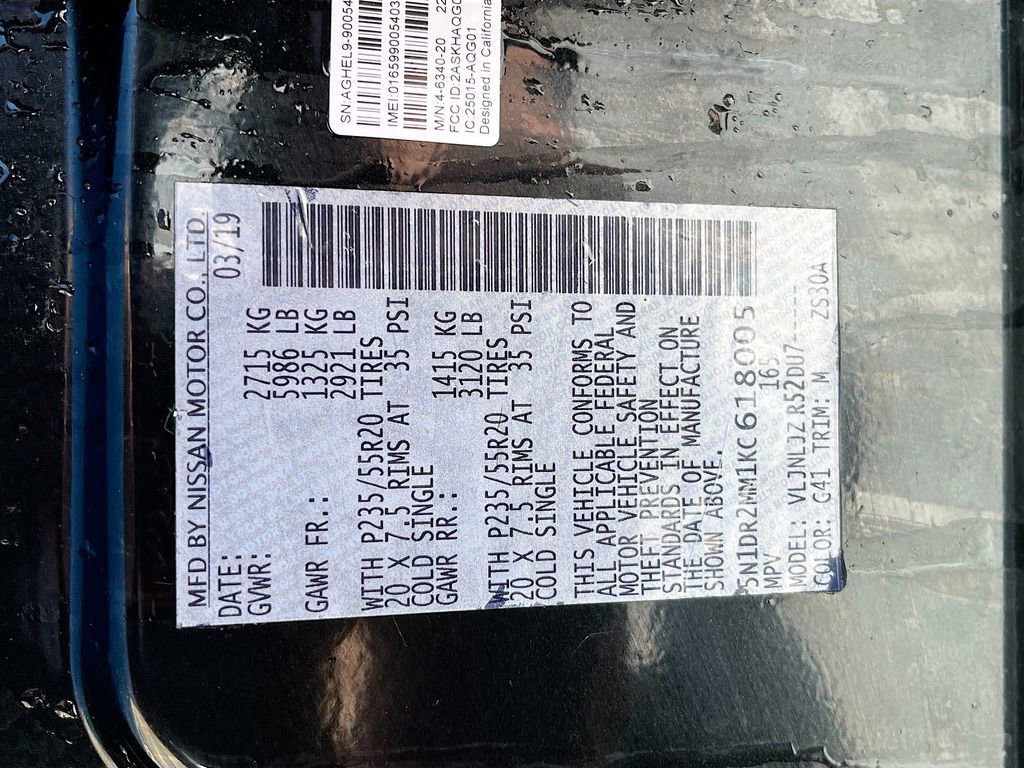 MFD BY NISSAN MOTOR CO., LTD.
DATE: 03/19
GVWR: 2715 KG
5986 LB
GAWR FR.: 1325 KG
2921 LB
WITH P235/55R20 TIRES
20 X 7.5 RIMS AT 35 PSI
COLD SINGLE
GAWR RR.: 1415 KG
3120 LB
WITH P235/55R20 TIRES
20 X 7.5 RIMS AT 35 PSI
COLD SINGLE
THIS VEHICLE CONFORMS TO
ALL APPLICABLE FEDERAL
MOTOR VEHICLE SAFETY AND
THEFT PREVENTION
STANDARDS IN EFFECT ON
THE DATE OF MANUFACTURE
SHOWN ABOVE.
5N1DR2MM1KC618005
MPV 165
MODEL: VLJNLJZ R52DU7-----
COLOR: C41 TRIM: M ZS30A
SN:AGHEL9-90054
IMEI:016599005403
M/N:4-6340-20 22
FCC ID:2ASKHAQG0
IC:25015-AQG01
Designed in California